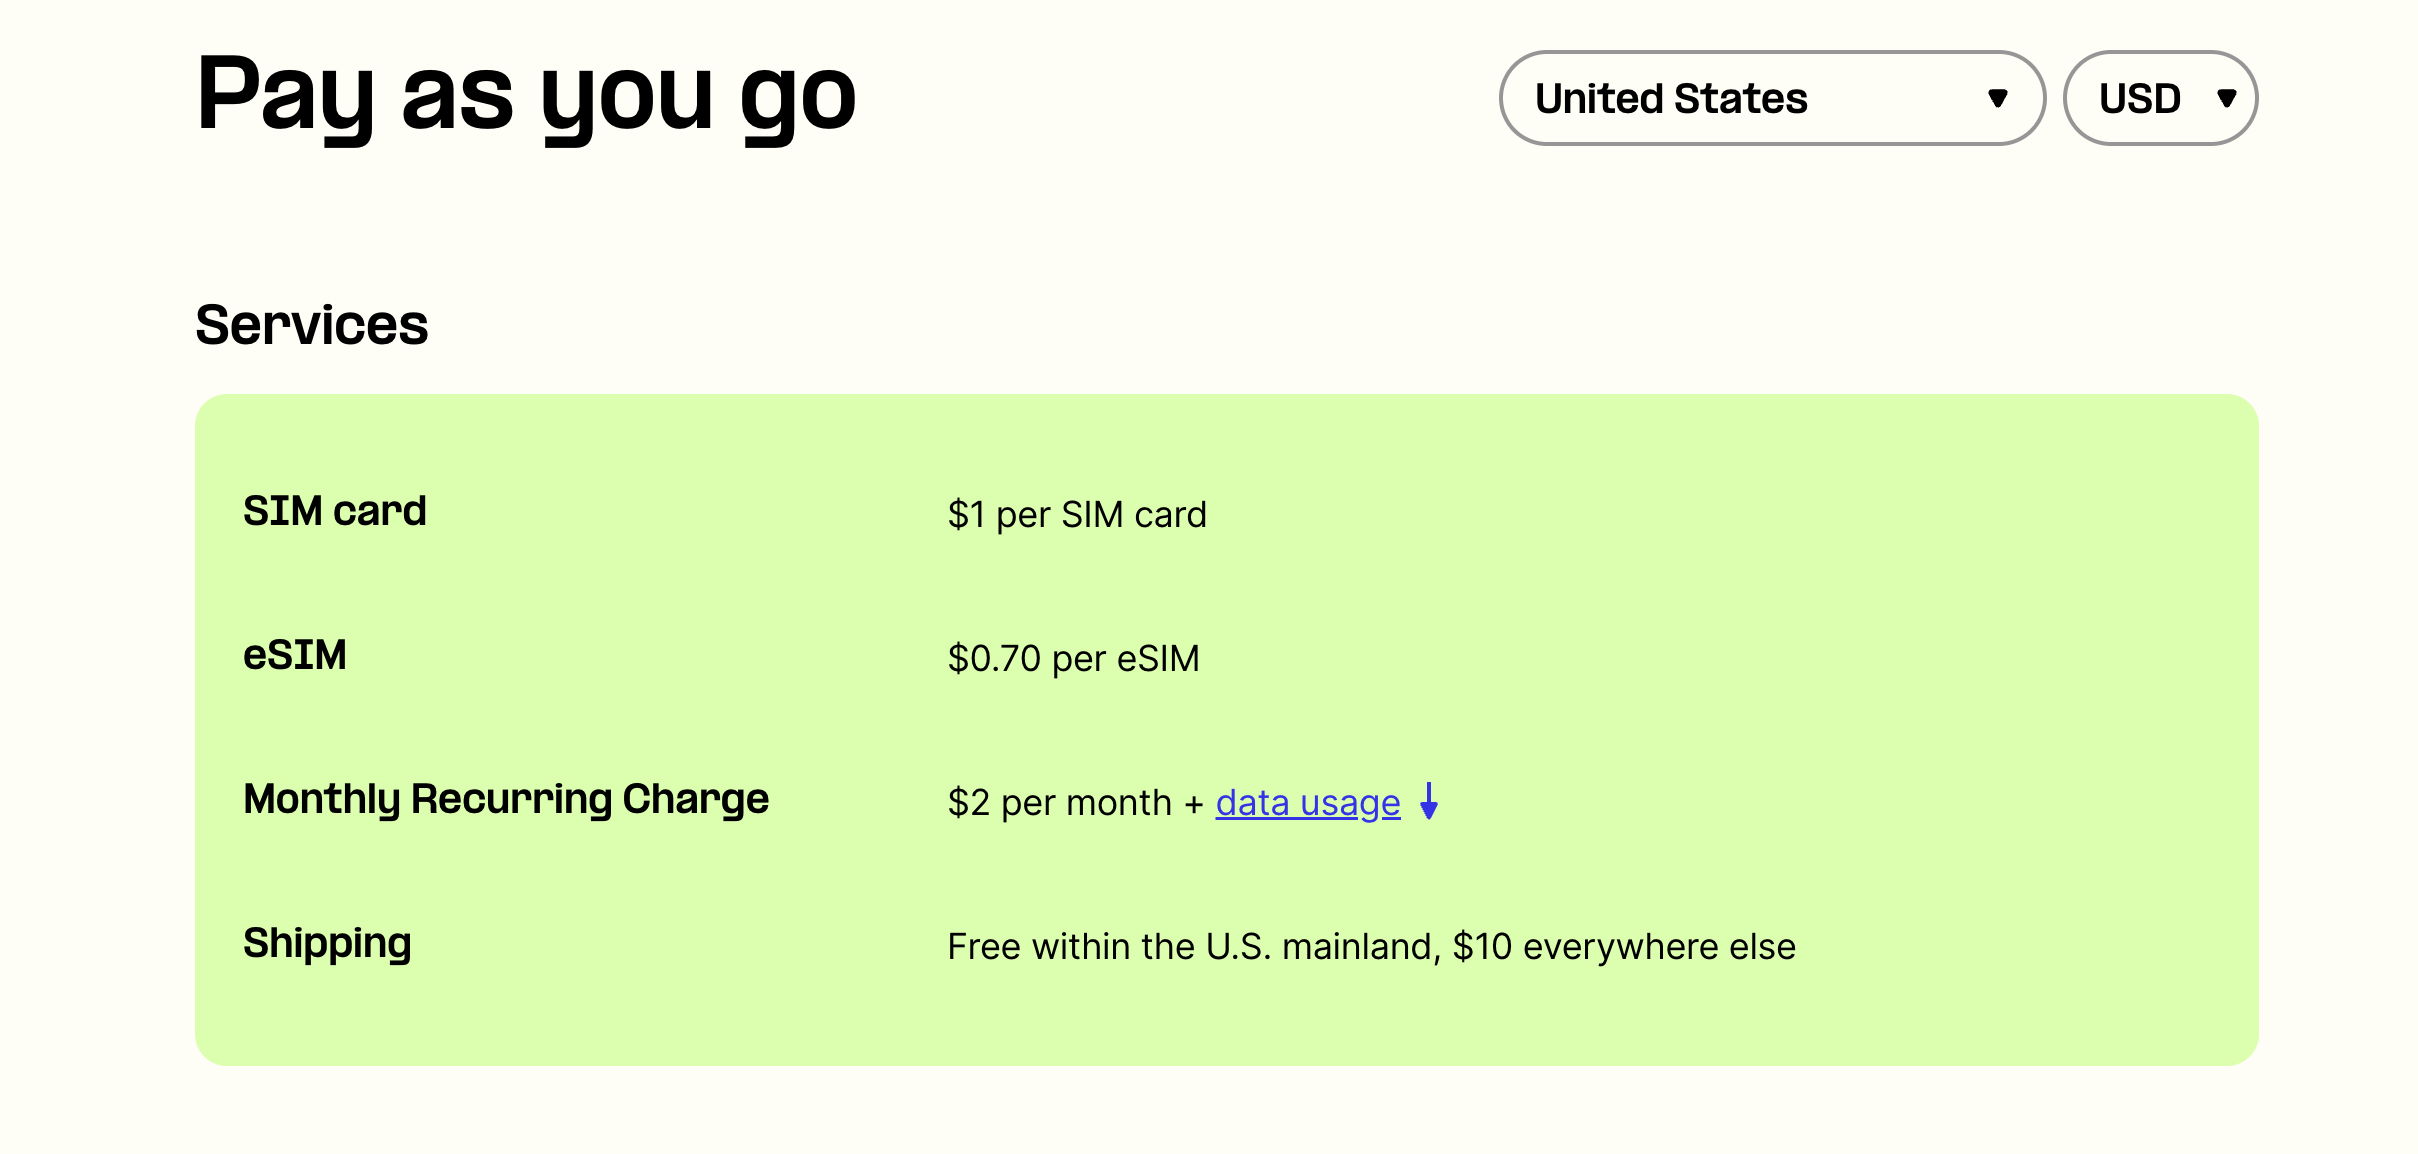 Pay as you go
United States
USD
Services
SIM card
$1 per SIM card
eSIM
$0.70 per eSIM
Monthly Recurring Charge
$2 per month + data usage
Shipping
Free within the U.S. mainland, $10 everywhere else